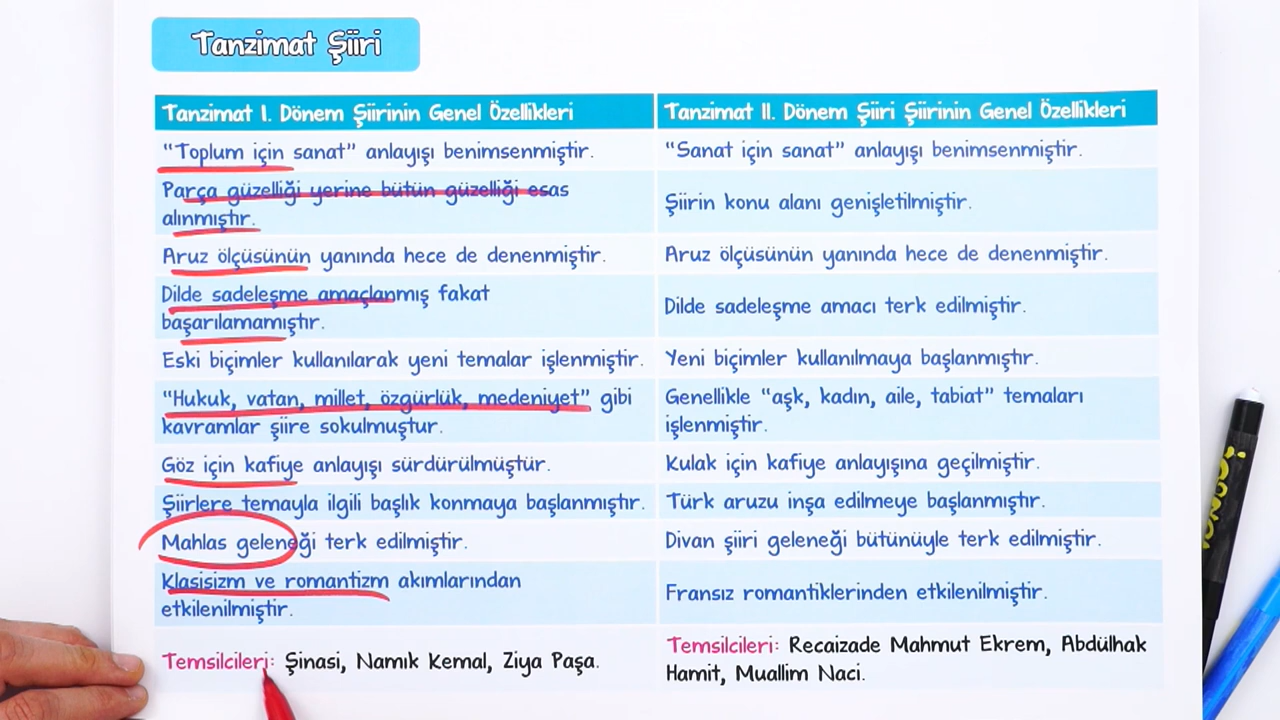 Tanzimat Şiiri
Tanzimat I. Dönem Şiirinin Genel Özellikleri
Tanzimat II. Dönem Şiiri Şiirinin Genel Özellikleri
"Toplum için sanat" anlayışı benimsenmiştir.
"Sanat için sanat" anlayışı benimsenmiştir.
Parça güzelliği yerine bütün güzelliği esas
alınmıştır.
Şiirin konu alanı genişletilmiştir.
Aruz ölçüsünün yanında hece de denenmiştir.
Aruz ölçüsünün yanında hece de denenmiştir.
Dilde sadeleşme amaçlanmış fakat
başarılamamıştır.
Dilde sadeleşme amacı terk edilmiştir.
Eski biçimler kullanılarak yeni temalar işlenmiştir.
Yeni biçimler kullanılmaya başlanmıştır.
"Hukuk, vatan, millet, özgürlük, medeniyet" gibi
kavramlar şiire sokulmuştur.
Genellikle "aşk, kadın, aile, tabiat" temaları
işlenmiştir.
Göz için kafiye anlayışı sürdürülmüştür.
Kulak için kafiye anlayışına geçilmiştir.
Şiirlere temayla ilgili başlık konmaya başlanmıştır.
Türk aruzu inşa edilmeye başlanmıştır.
Mahlas geleneği terk edilmiştir.
Divan şiiri geleneği bütünüyle terk edilmiştir.
Klasisizm ve romantizm akımlarından
etkilenilmiştir.
Fransız romantiklerinden etkilenilmiştir.
Temsilcileri: Şinasi, Namık Kemal, Ziya Paşa.
Temsilcileri: Recaizade Mahmut Ekrem, Abdülhak
Hamit, Muallim Naci.